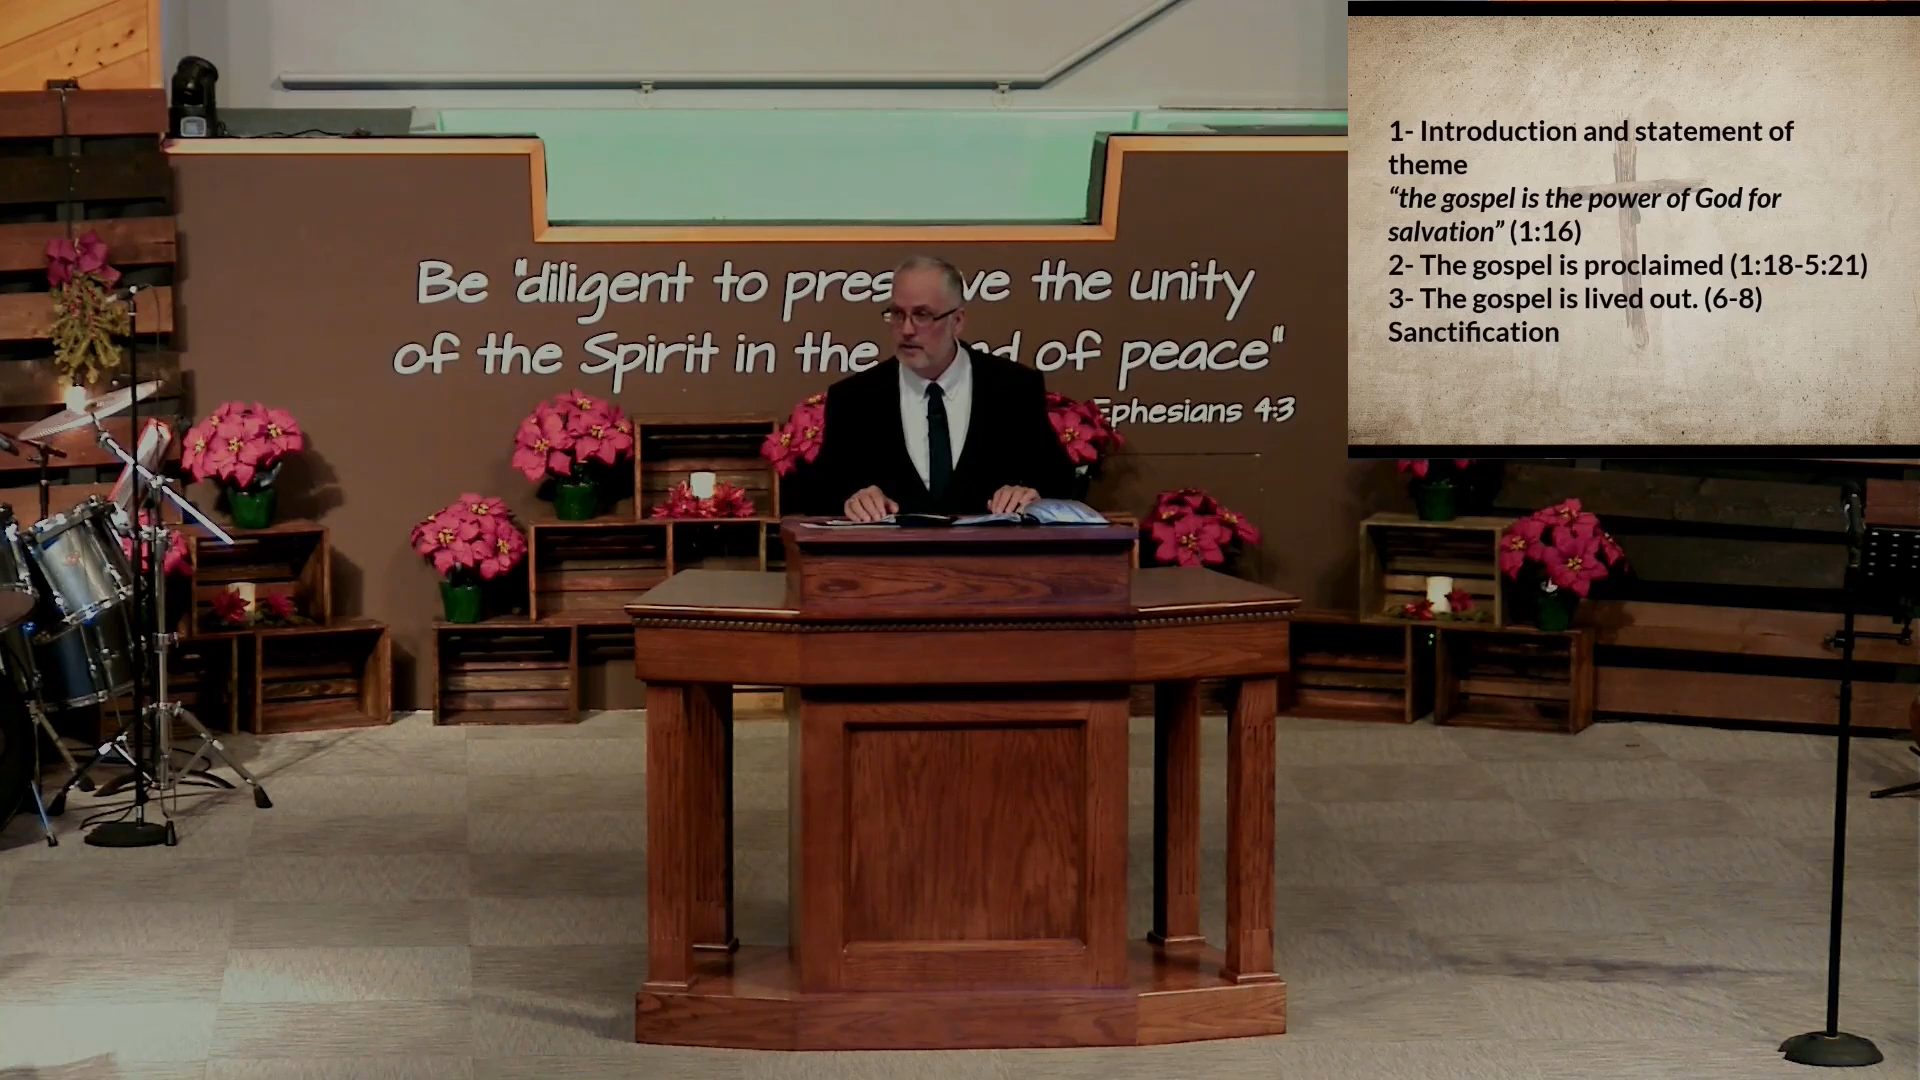 Be "diligent to pres ve the unity
of the Spirit in the nd of peace"
Ephesians 4:3
1- Introduction and statement of
theme
“the gospel is the power of God for
salvation” (1:16)
2- The gospel is proclaimed (1:18-5:21)
3- The gospel is lived out. (6-8)
Sanctification